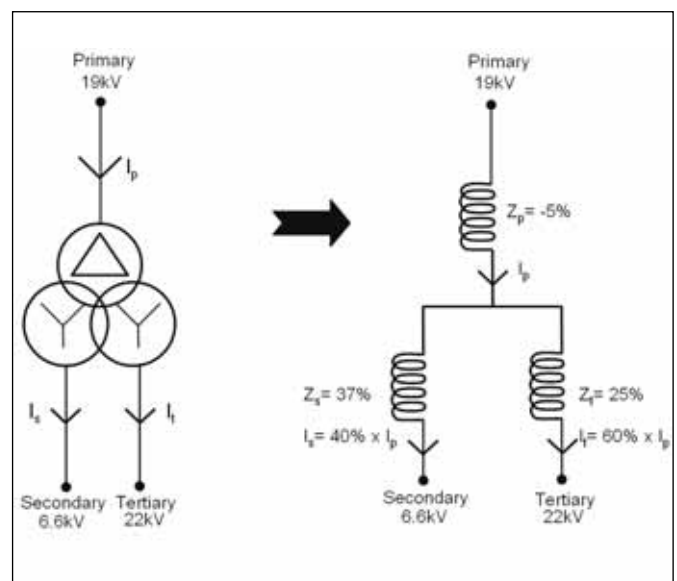 Primary
19kV
Ip
Is
It
Secondary
6.6kV
Tertiary
22kV
Primary
19kV
Zp= -5%
Ip
Zs= 37%
Is= 40% x Ip
Zt= 25%
It= 60% x Ip
Secondary
6.6kV
Tertiary
22kV